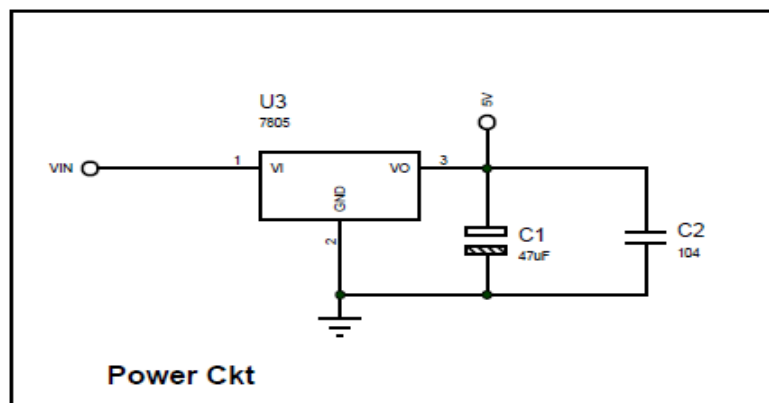 U3
7805
5V
VIN
1
VI
VO
3
GND
2
C1
47uF
C2
104
Power Ckt